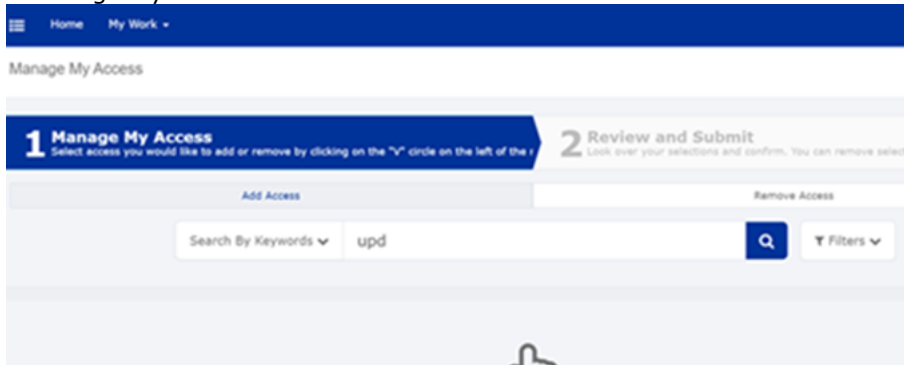 Home My Work
Manage My Access
1 Manage My Access
Select access you would like to add or remove by clicking on the "V" circle on the left of the
2 Review and Submit
Look over your selections and confirm. You can remove selec
Add Access
Remove Access
Search By Keywords
upd
Filters